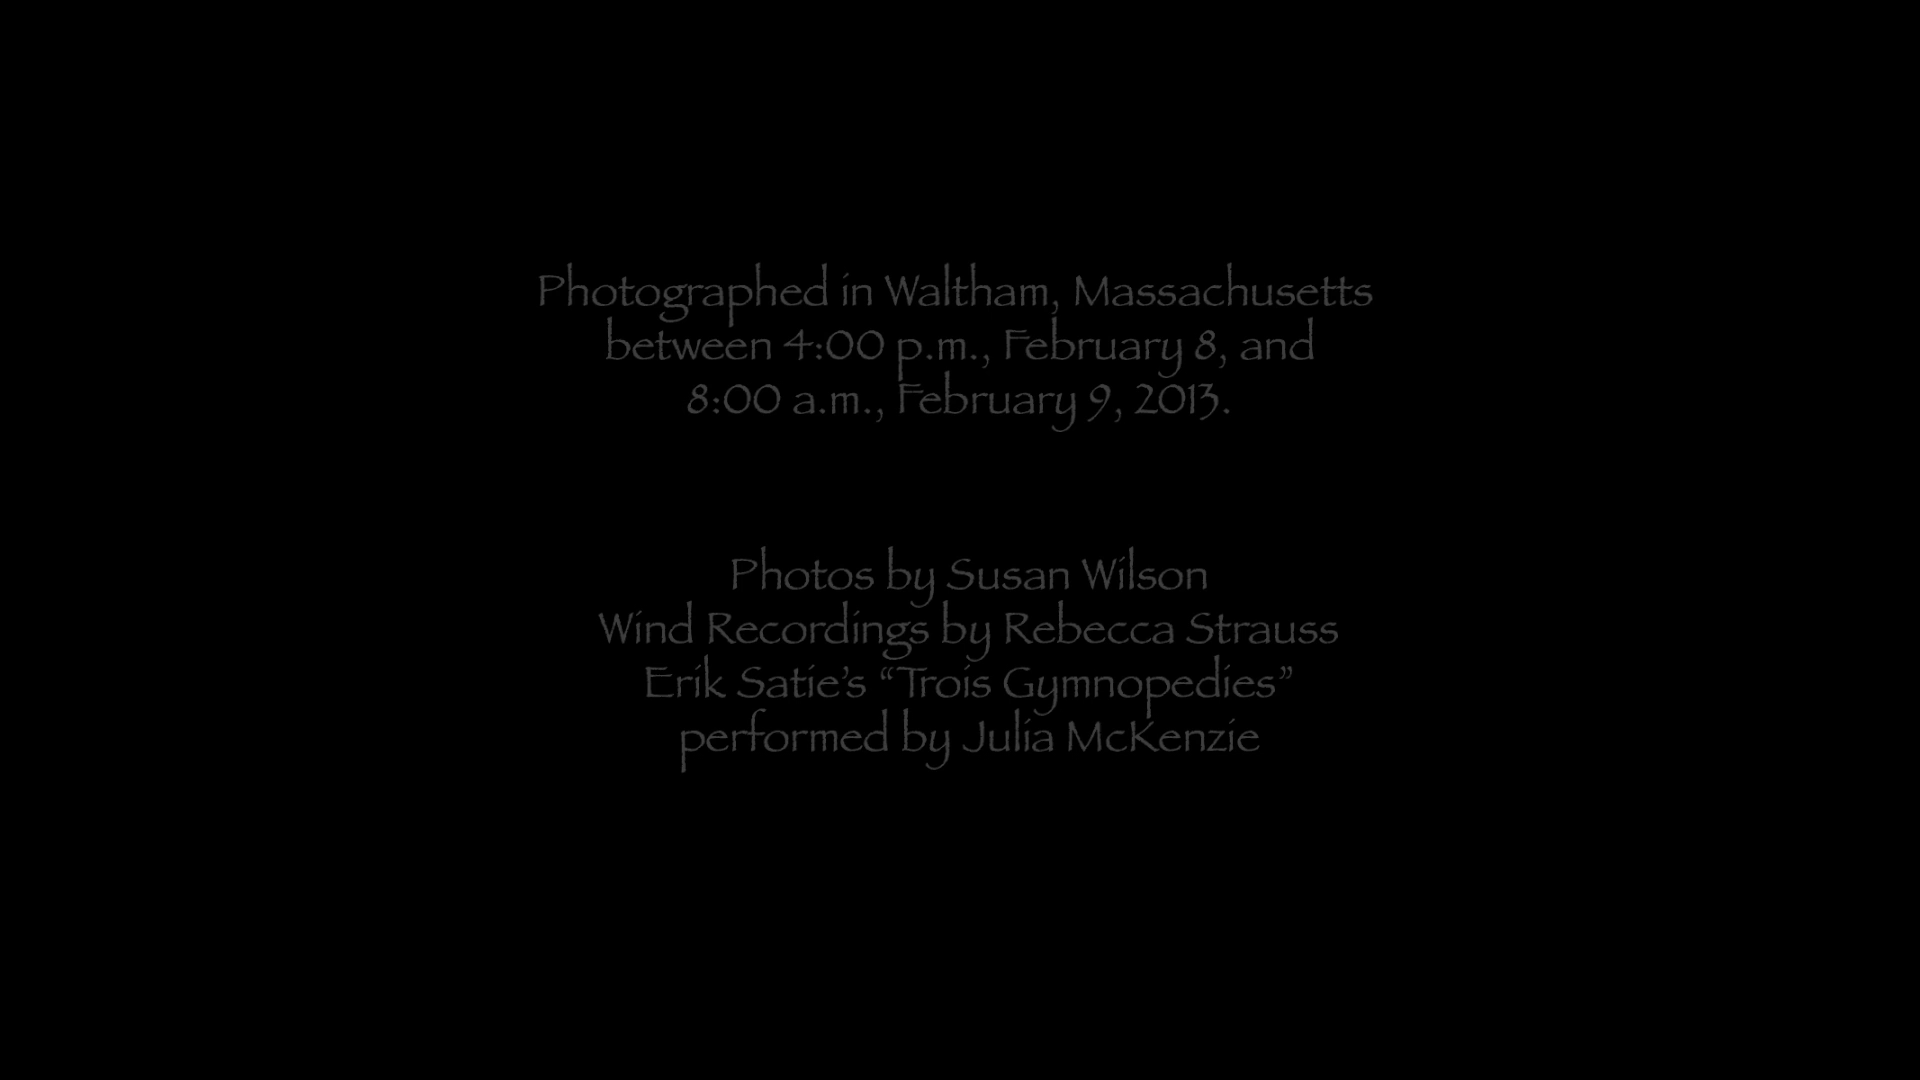 Photographed in Waltham, Massachusetts
between 4:00 p.m., February 8, and
8:00 a.m., February 9, 2013.
Photos by Susan Wilson
Wind Recordings by Rebecca Strauss
Erik Satie’s “Trois Gymnopedies”
performed by Julia McKenzie